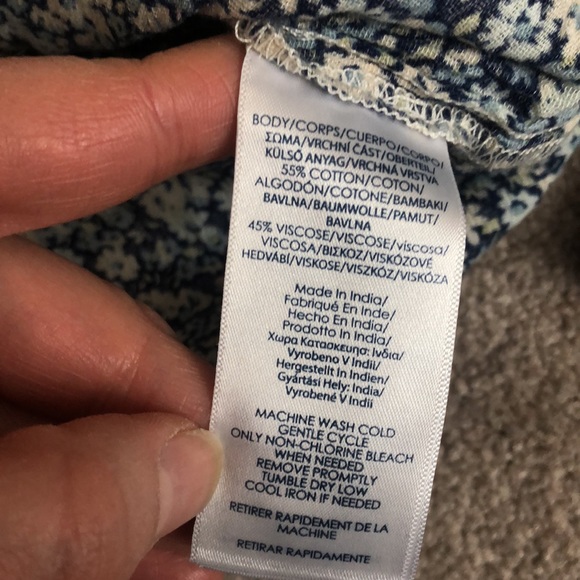 BODY/CORPS/CUERPO/CORPO/
ΣΩΜΑ/VRCHNÍ ČÁST/OBERTEIL/
KÜLSŐ ANYAG/VRCHNÁ VRSTVA
55% COTTON/COTON/
ALGODÓN/COTONE/BAMBAKI/
BAVLNA/BAUMWOLLE/PAMUT/
BAVLNA
45% VISCOSE/VISCOSE/viscosa/
VISCOSA/ΒΙΣΚΟΖ/VISKÓZOVÉ
HEDVÁBÍ/VISKOSE/VISZKÓZ/VISKÓZA
Made In India/
Fabriqué En Inde/
Hecho En India/
Prodotto In India/
Χωρα Κατασκευησ: Ινδια/
Vyrobeno V Indii/
Hergestellt In Indien/
Gyártási Hely: India/
Vyrobené V Indii
MACHINE WASH COLD
GENTLE CYCLE
ONLY NON-CHLORINE BLEACH
WHEN NEEDED
REMOVE PROMPTLY
TUMBLE DRY LOW
COOL IRON IF NEEDED
RETIRER RAPIDEMENT DE LA
MACHINE
RETIRAR RAPIDAMENTE